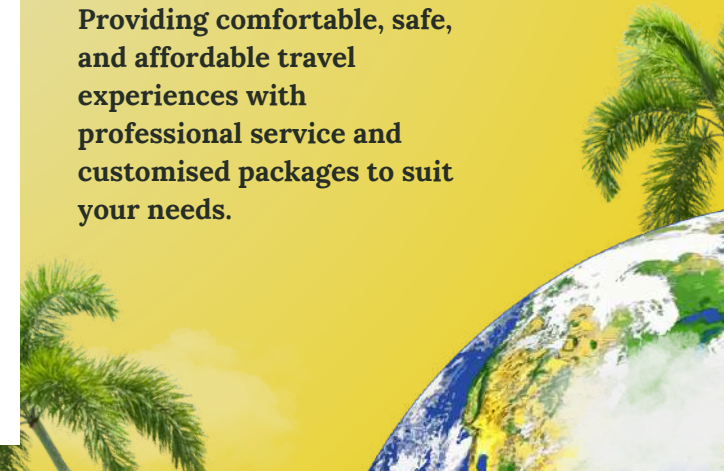 Providing comfortable, safe,
and affordable travel
experiences with
professional service and
customised packages to suit
your needs.